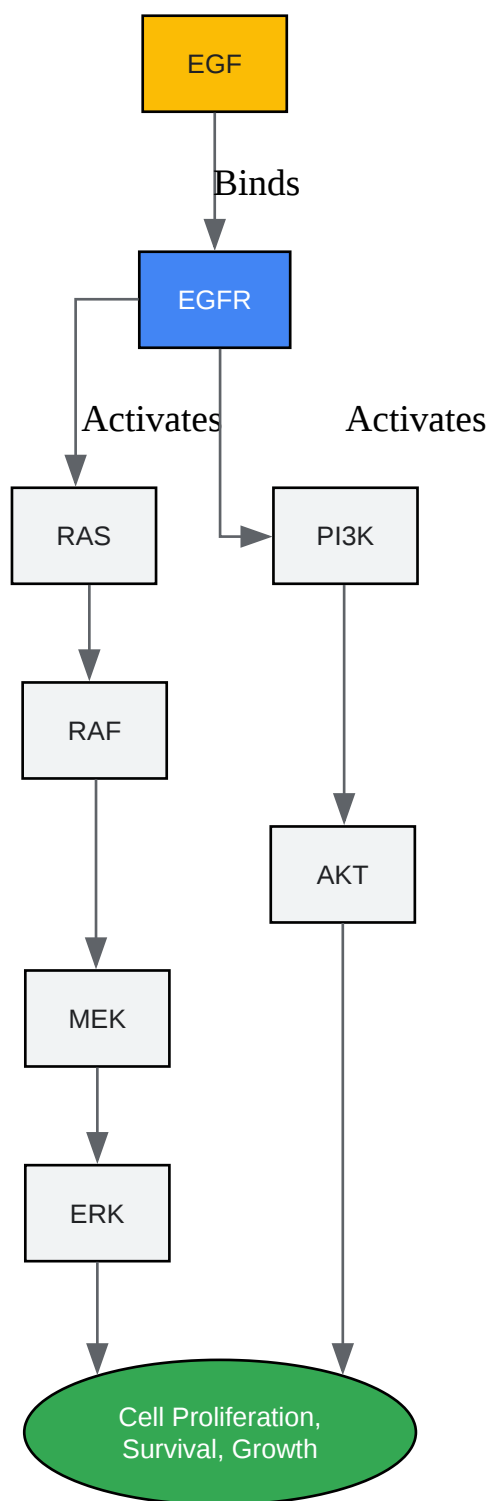 EGF
Binds
EGFR
Activates
Activates
RAS
PI3K
RAF
AKT
MEK
ERK
Cell Proliferation,
Survival, Growth